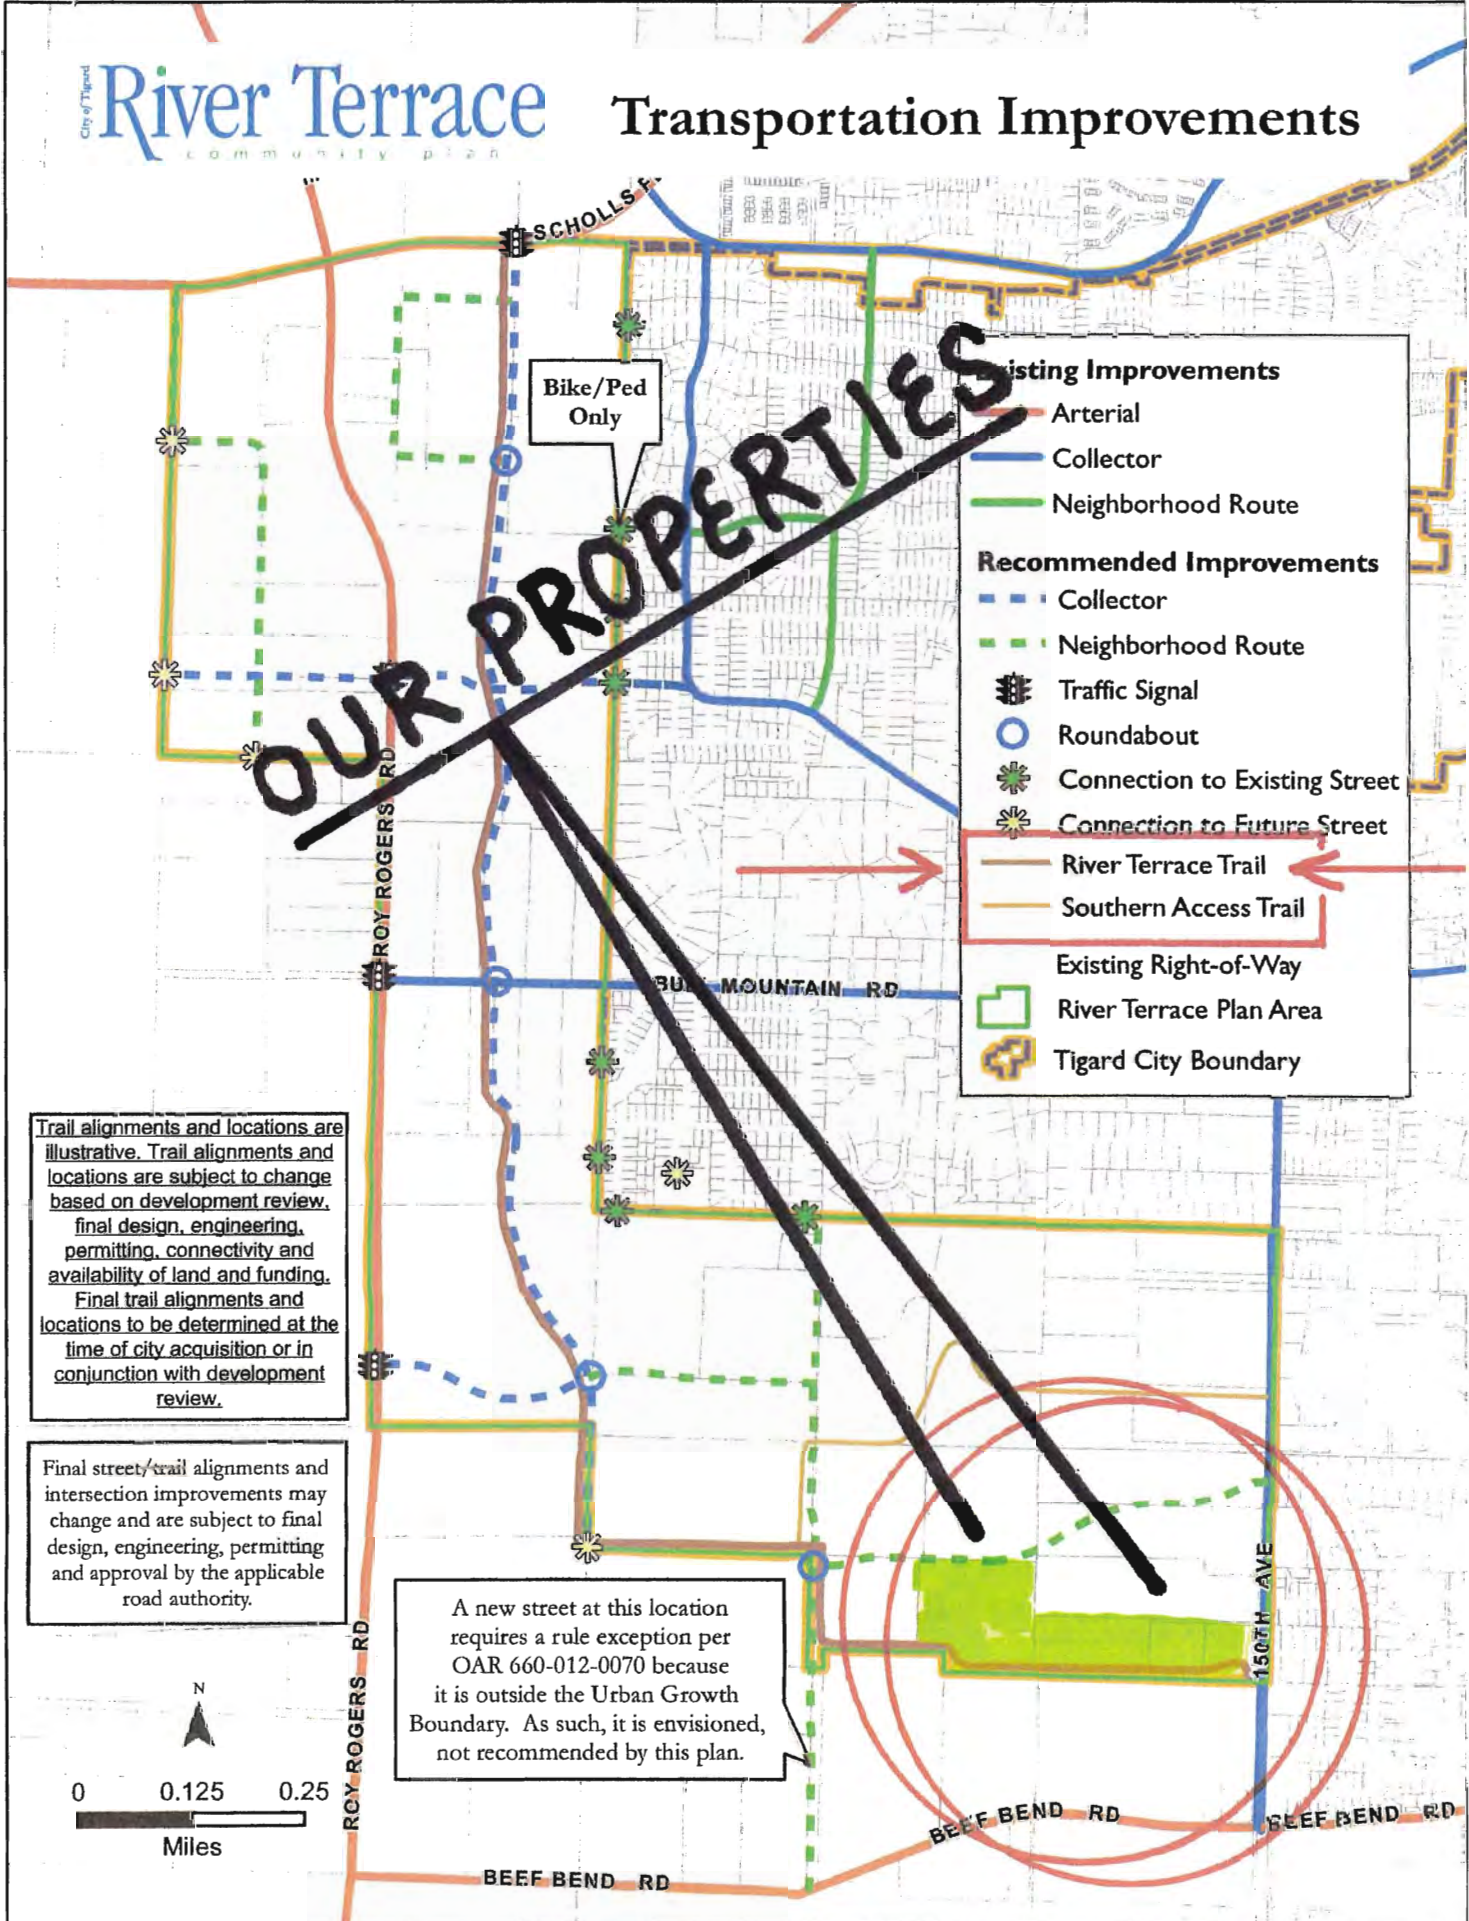 City of Tigard
River Terrace
community plan
Transportation Improvements
SCHOLLS
Bike/Ped
Only
OUR PROPERTIES
Existing Improvements
Arterial
Collector
Neighborhood Route
Recommended Improvements
Collector
Neighborhood Route
Traffic Signal
Roundabout
Connection to Existing Street
Connection to Future Street
River Terrace Trail
Southern Access Trail
Existing Right-of-Way
River Terrace Plan Area
Tigard City Boundary
ROY ROGERS RD
BULL MOUNTAIN RD
Trail alignments and locations are
illustrative. Trail alignments and
locations are subject to change
based on development review,
final design, engineering,
permitting, connectivity and
availability of land and funding.
Final trail alignments and
locations to be determined at the
time of city acquisition or in
conjunction with development
review.
Final street/trail alignments and
intersection improvements may
change and are subject to final
design, engineering, permitting
and approval by the applicable
road authority.
A new street at this location
requires a rule exception per
OAR 660-012-0070 because
it is outside the Urban Growth
Boundary. As such, it is envisioned,
not recommended by this plan.
150TH AVE
ROY ROGERS RD
N
0 0.125 0.25
Miles
BEEF BEND RD
BEEF BEND RD
BEEF BEND RD